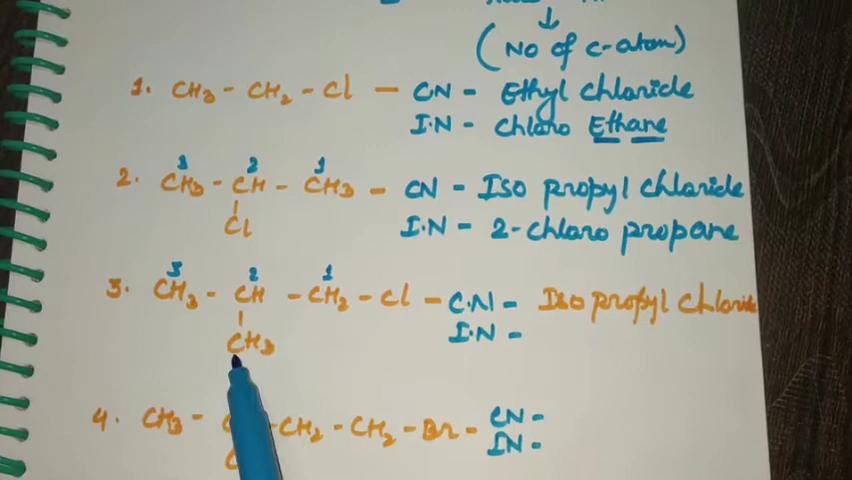 (No of c-atom)
1. CH3 - CH2 - Cl - CN - Ethyl chloride
I.N - chloro Ethane
3 2 1
2. CH3 - CH - CH3 - CN - Iso propyl chloride
Cl I.N - 2-chloro propane
3 2 1
3. CH3 - CH - CH2 - Cl - C.N - Iso propyl chloride
CH3 I.N -
4. CH3 - CH2 - CH2 - Br - CN -
IN -